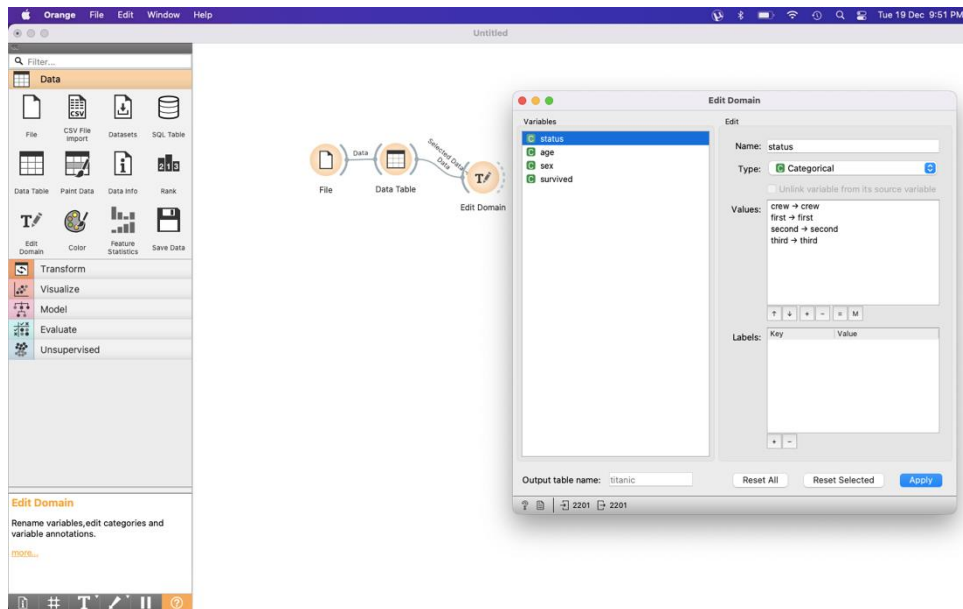 Orange File Edit Window Help
Tue 19 Dec 9:51 PM
Untitled
Filter...
Data
File
CSV File Import
Datasets
SQL Table
Data Table
Paint Data
Data Info
Rank
Edit Domain
Color
Feature Statistics
Save Data
Transform
Visualize
Model
Evaluate
Unsupervised
Edit Domain
Rename variables,edit categories and
variable annotations.
more...
File
Data
Data Table
Selected Data
Data
Edit Domain
Edit Domain
Variables
C status
C age
C sex
C survived
Edit
Name: status
Type: C Categorical
Unlink variable from its source variable
Values:
crew → crew
first → first
second → second
third → third
↑ ↓ + − = M
Labels:
Key Value
+ −
Output table name: titanic
Reset All
Reset Selected
Apply
? 2201 2201